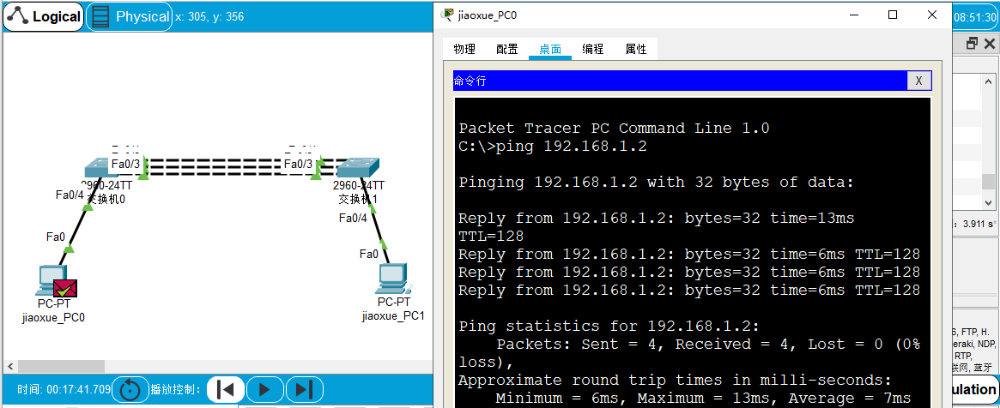 Logical
Physical
x: 305, y: 356
Fa0/3
Fa0/3
2960-24TT
交换机0
2960-24TT
交换机1
Fa0/4
Fa0/4
Fa0
Fa0
PC-PT
jiaoxue_PC0
PC-PT
jiaoxue_PC1
时间: 00:17:41.709
播放控制:
jiaoxue_PC0
物理
配置
桌面
编程
属性
命令行
X
Packet Tracer PC Command Line 1.0
C:\>ping 192.168.1.2
Pinging 192.168.1.2 with 32 bytes of data:
Reply from 192.168.1.2: bytes=32 time=13ms
TTL=128
Reply from 192.168.1.2: bytes=32 time=6ms TTL=128
Reply from 192.168.1.2: bytes=32 time=6ms TTL=128
Reply from 192.168.1.2: bytes=32 time=6ms TTL=128
Ping statistics for 192.168.1.2:
Packets: Sent = 4, Received = 4, Lost = 0 (0%
loss),
Approximate round trip times in milli-seconds:
Minimum = 6ms, Maximum = 13ms, Average = 7ms
08:51:30
: 3.911 s
FTP, H.
eraki, NDP,
RTP,
联网, 蓝牙
ulation